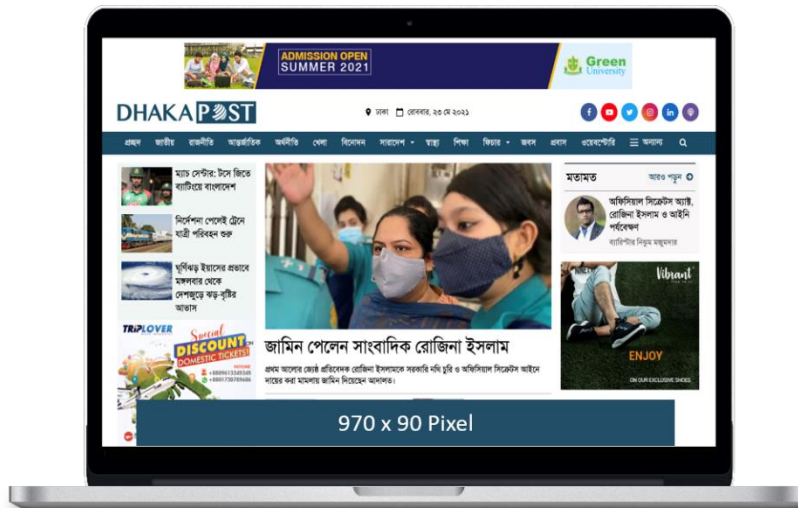 ADMISSION OPEN
SUMMER 2021
Green
University
DHAKA POST
ঢাকা রোববার, ২৩ মে ২০২১
প্রচ্ছদ জাতীয় রাজনীতি আন্তর্জাতিক অর্থনীতি খেলা বিনোদন সারাদেশ স্বাস্থ্য শিক্ষা ফিচার জবস প্রবাস ওয়েবস্টোরি অন্যান্য
ম্যাচ সেন্টার: টসে জিতে
ব্যাটিংয়ে বাংলাদেশ
নির্দেশনা পেলেই ট্রেনে
যাত্রী পরিবহন শুরু
ঘূর্ণিঝড় ইয়াসের প্রভাবে
মঙ্গলবার থেকে
দেশজুড়ে ঝড়-বৃষ্টির
আভাস
TRIPLOVER
Special
DISCOUNT ON
DOMESTIC TICKETS!
HOTLINE
+8809613345345
+8801730785686
জামিন পেলেন সাংবাদিক রোজিনা ইসলাম
প্রথম আলোর জ্যেষ্ঠ প্রতিবেদক রোজিনা ইসলামকে সরকারি নথি চুরি ও অফিসিয়াল সিক্রেটস আইনে
দায়ের করা মামলায় জামিন দিয়েছেন আদালত।
মতামত আরও পড়ুন
অফিসিয়াল সিক্রেটস অ্যাক্ট,
রোজিনা ইসলাম ও আইনি
পর্যবেক্ষণ
ব্যারিস্টার নিকুম মজুমদার
Vibrant
ENJOY
ON OUR EXCLUSIVE SHOES
970 x 90 Pixel